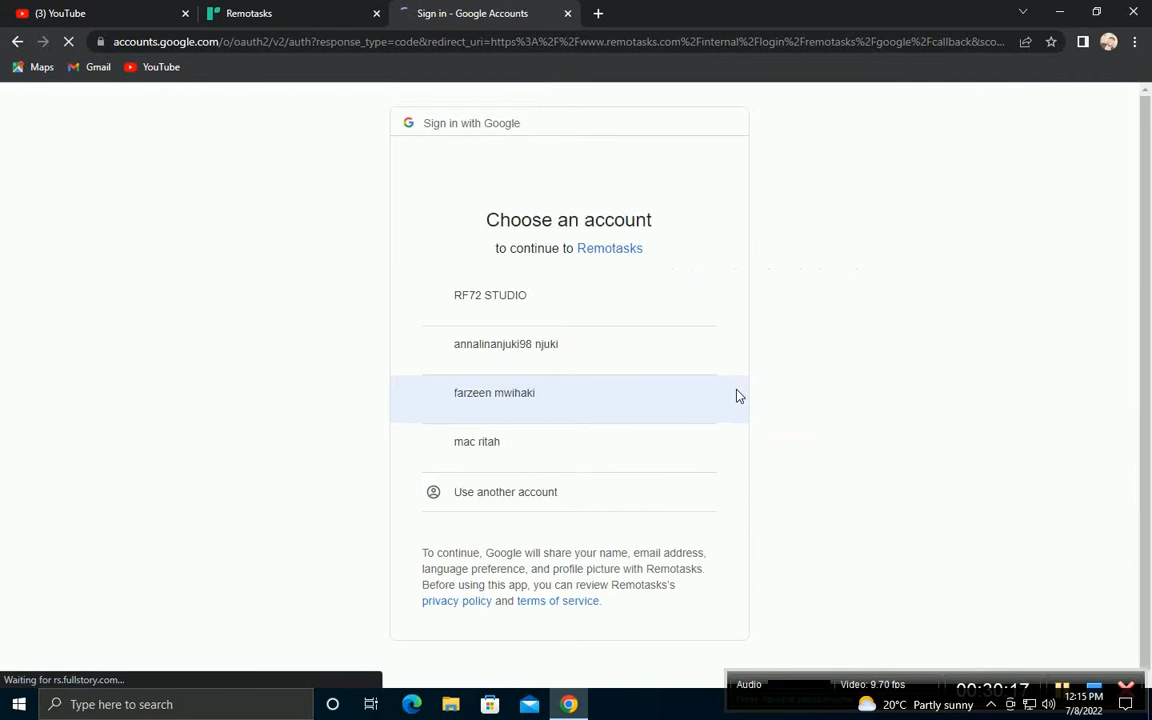 (3) YouTube
Remotasks
Sign in - Google Accounts
accounts.google.com/o/oauth2/v2/auth?response_type=code&redirect_uri=https%3A%2F%2Fwww.remotasks.com%2Finternal%2Flogin%2Fremotasks%2Fgoogle%2Fcallback&sco...
Maps
Gmail
YouTube
Sign in with Google
Choose an account
to continue to Remotasks
RF72 STUDIO
annalinanjuki98 njuki
farzeen mwihaki
mac ritah
Use another account
To continue, Google will share your name, email address,
language preference, and profile picture with Remotasks.
Before using this app, you can review Remotasks's
privacy policy and terms of service.
Waiting for rs.fullstory.com...
Audio
Video: 9.70 fps
00:30:17
Type here to search
20°C Partly sunny
12:15 PM
7/8/2022